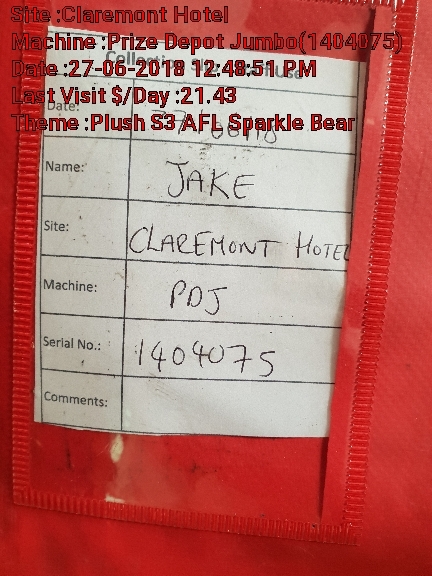 Site :Claremont Hotel
Machine :Prize Depot Jumbo(1404075)
Date :27-06-2018 12:48:51 PM
Last Visit $/Day :21.43
Theme :Plush S3 AFL Sparkle Bear
Date:
Name: JAKE
Site: CLAREMONT HOTEL
Machine: PDJ
Serial No.: 1404075
Comments: